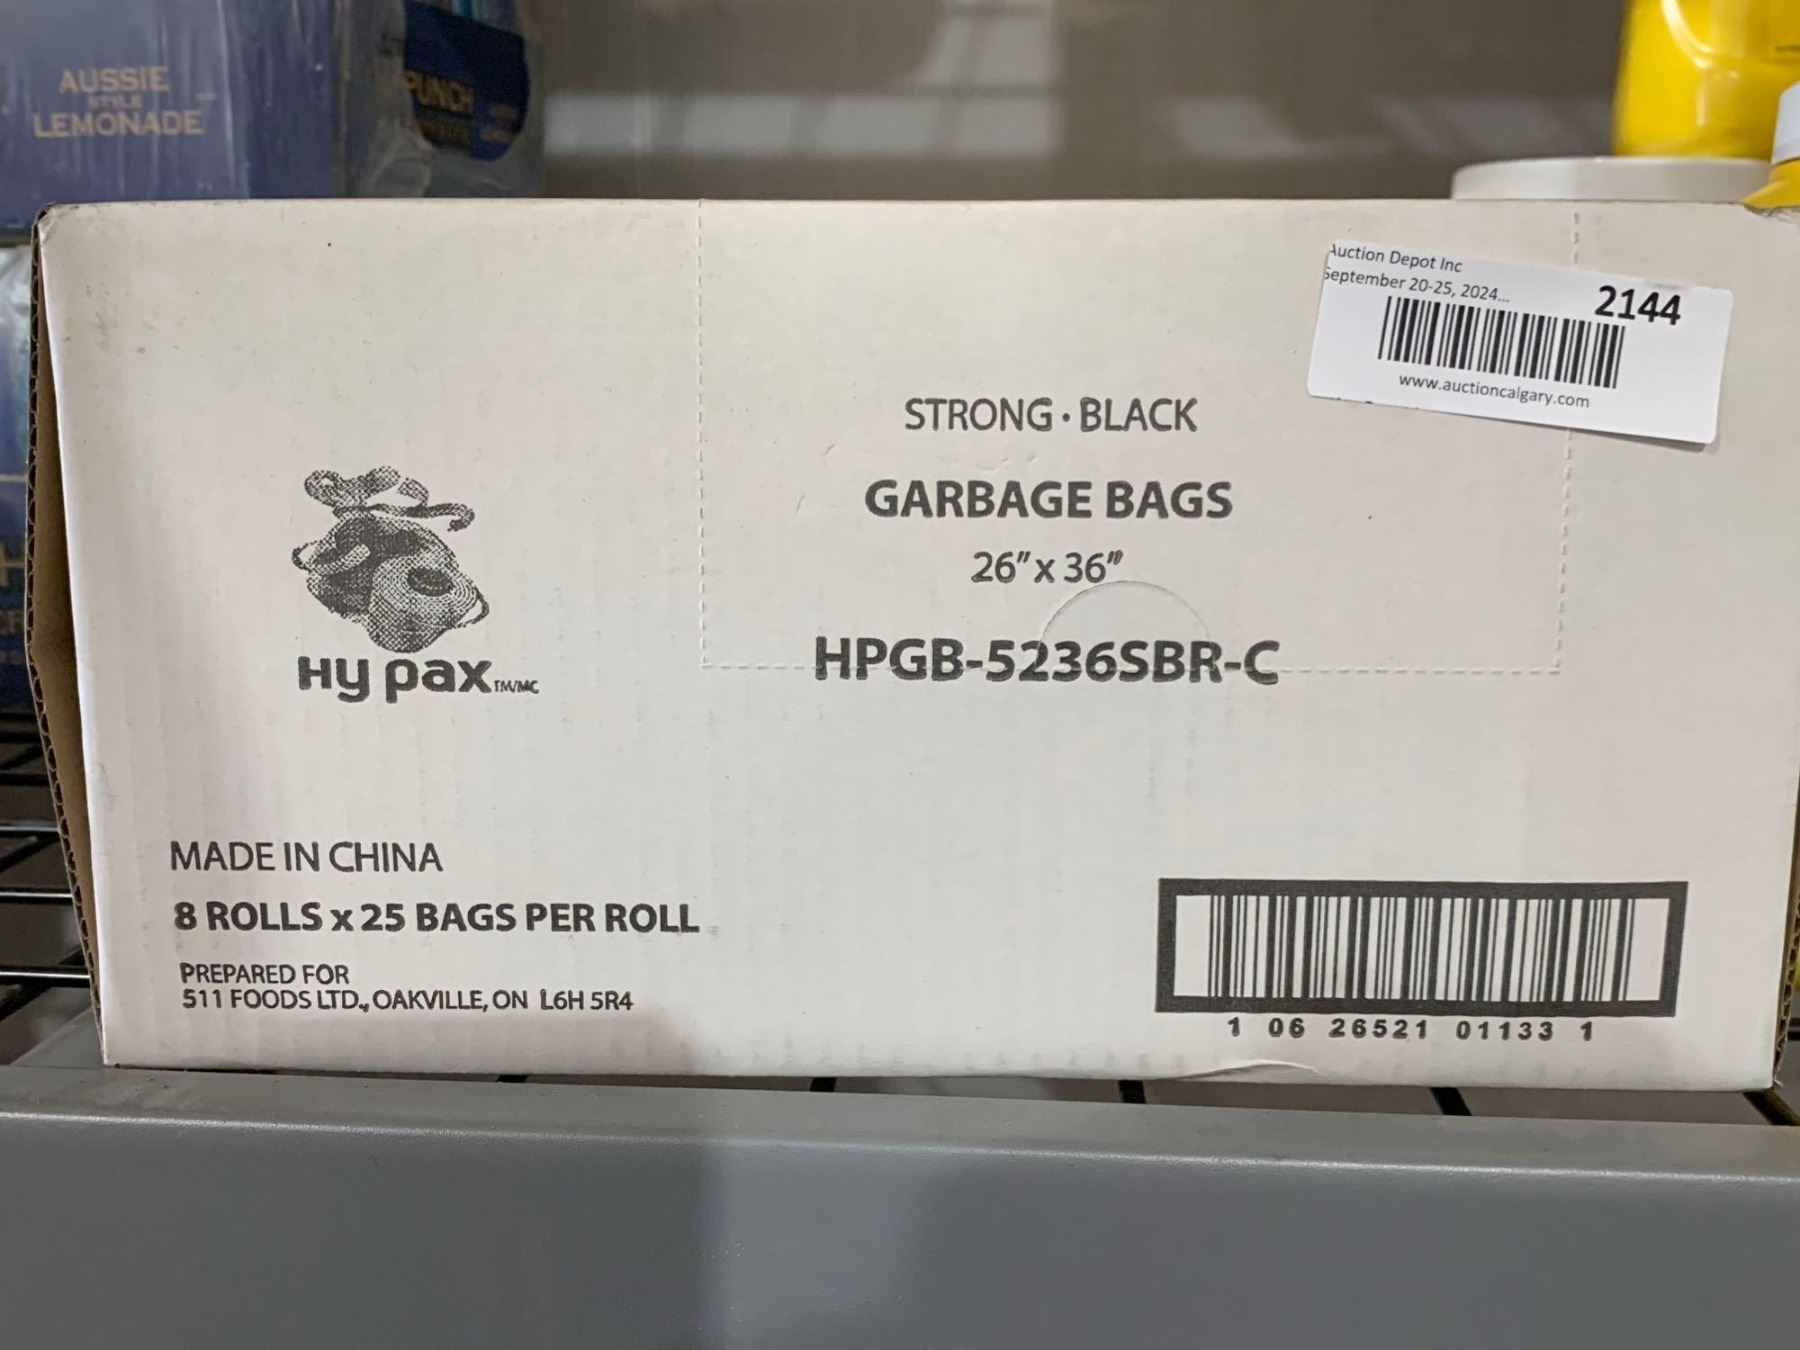 AUSSIE
STYLE
LEMONADE
PUNCH
Auction Depot Inc
September 20-25, 2024...
2144
www.auctioncalgary.com
STRONG • BLACK
GARBAGE BAGS
26" x 36"
HPGB-5236SBR-C
Hy pax TM/MC
MADE IN CHINA
8 ROLLS x 25 BAGS PER ROLL
PREPARED FOR
511 FOODS LTD., OAKVILLE, ON L6H 5R4
1 06 26521 01133 1